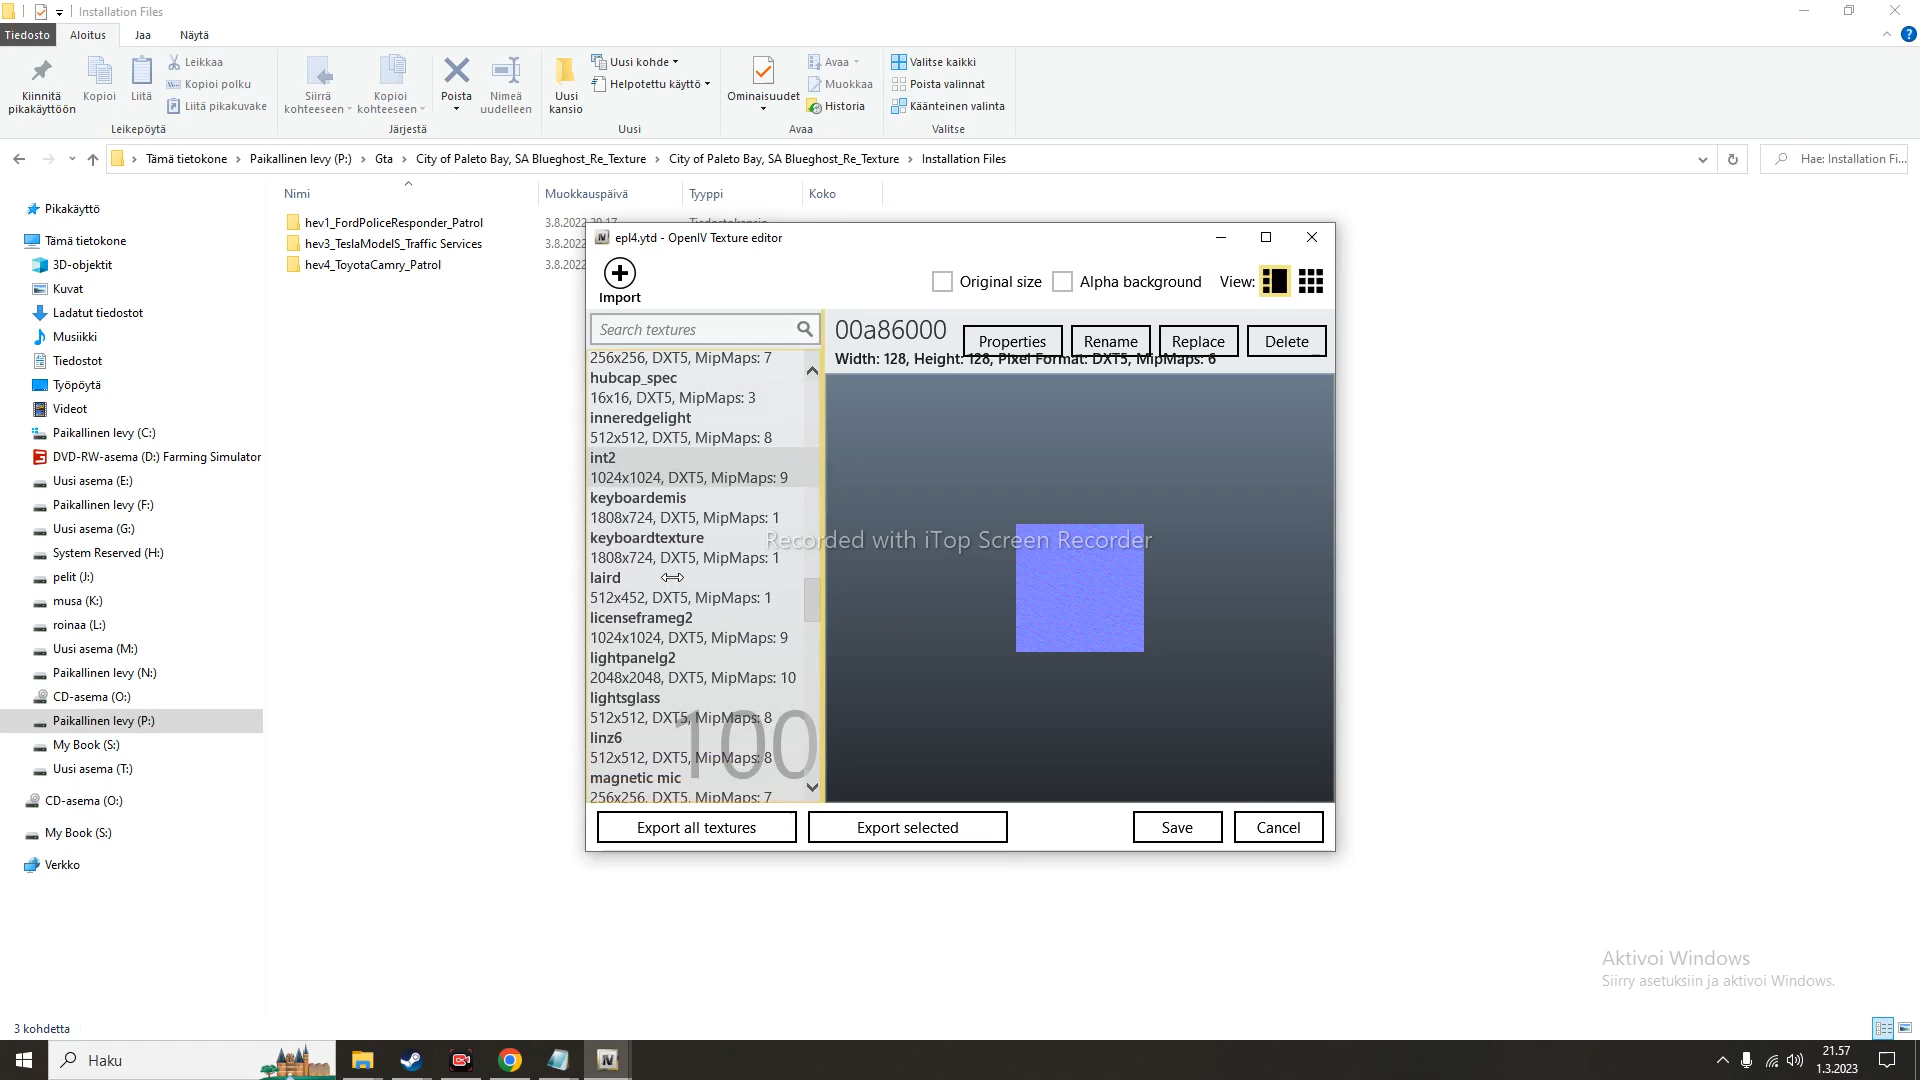 Installation Files
Tiedosto
Aloitus
Jaa
Näytä
Kiinnitä pikakäyttöön
Kopioi
Liitä
Leikkaa
Kopioi polku
Liitä pikakuvake
Leikepöytä
Siirrä kohteeseen
Kopioi kohteeseen
Poista
Nimeä uudelleen
Järjestä
Uusi kansio
Uusi kohde
Helpotettu käyttö
Uusi
Ominaisuudet
Avaa
Muokkaa
Historia
Avaa
Valitse kaikki
Poista valinnat
Käänteinen valinta
Valitse
Tämä tietokone
Paikallinen levy (P:)
Gta
City of Paleto Bay, SA Blueghost_Re_Texture
City of Paleto Bay, SA Blueghost_Re_Texture
Installation Files
Hae: Installation Fi...
Pikakäyttö
Tämä tietokone
3D-objektit
Kuvat
Ladatut tiedostot
Musiikki
Tiedostot
Työpöytä
Videot
Paikallinen levy (C:)
DVD-RW-asema (D:) Farming Simulator
Uusi asema (E:)
Paikallinen levy (F:)
Uusi asema (G:)
System Reserved (H:)
pelit (J:)
musa (K:)
roinaa (L:)
Uusi asema (M:)
Paikallinen levy (N:)
CD-asema (O:)
Paikallinen levy (P:)
My Book (S:)
Uusi asema (T:)
CD-asema (O:)
My Book (S:)
Verkko
Nimi
Muokkauspäivä
Tyyppi
Koko
hev1_FordPoliceResponder_Patrol
3.8.2022 20.17
Tiedostokansio
hev3_TeslaModelS_Traffic Services
3.8.2022
hev4_ToyotaCamry_Patrol
3.8.2022
epl4.ytd - OpenIV Texture editor
Import
Original size
Alpha background
View:
Search textures
00a86000
Properties
Rename
Replace
Delete
Width: 128, Height: 128, Pixel Format: DXT5, MipMaps: 6
256x256, DXT5, MipMaps: 7
hubcap_spec
16x16, DXT5, MipMaps: 3
inneredgelight
512x512, DXT5, MipMaps: 8
int2
1024x1024, DXT5, MipMaps: 9
keyboardemis
1808x724, DXT5, MipMaps: 1
keyboardtexture
1808x724, DXT5, MipMaps: 1
laird
512x452, DXT5, MipMaps: 1
licenseframeg2
1024x1024, DXT5, MipMaps: 9
lightpanelg2
2048x2048, DXT5, MipMaps: 10
lightsglass
512x512, DXT5, MipMaps: 8
linz6
512x512, DXT5, MipMaps: 8
magnetic mic
256x256, DXT5, MipMaps: 7
100
Recorded with iTop Screen Recorder
Export all textures
Export selected
Save
Cancel
Aktivoi Windows
Siirry asetuksiin ja aktivoi Windows.
3 kohdetta
Haku
21.57
1.3.2023